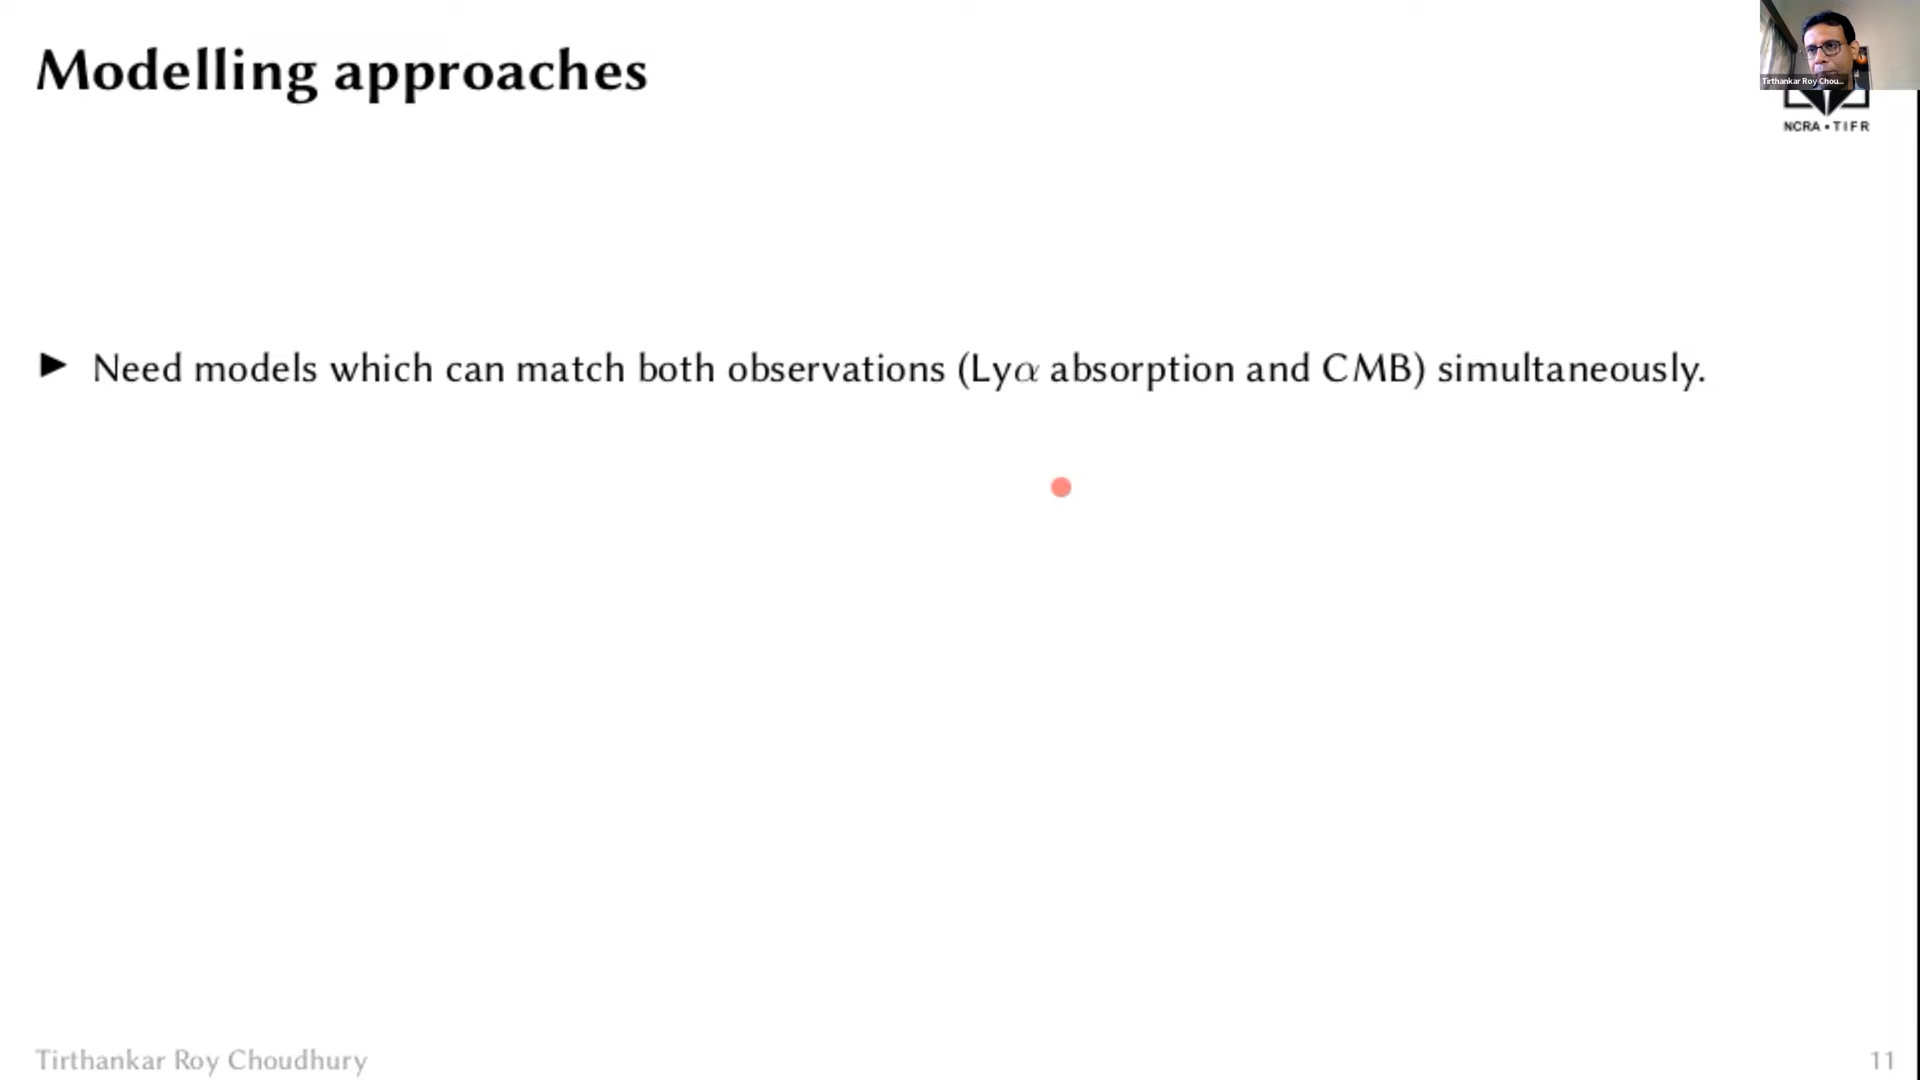 Modelling approaches
Tirthankar Roy Chou...
NCRA • TIFR
► Need models which can match both observations (Lyα absorption and CMB) simultaneously.
Tirthankar Roy Choudhury
11